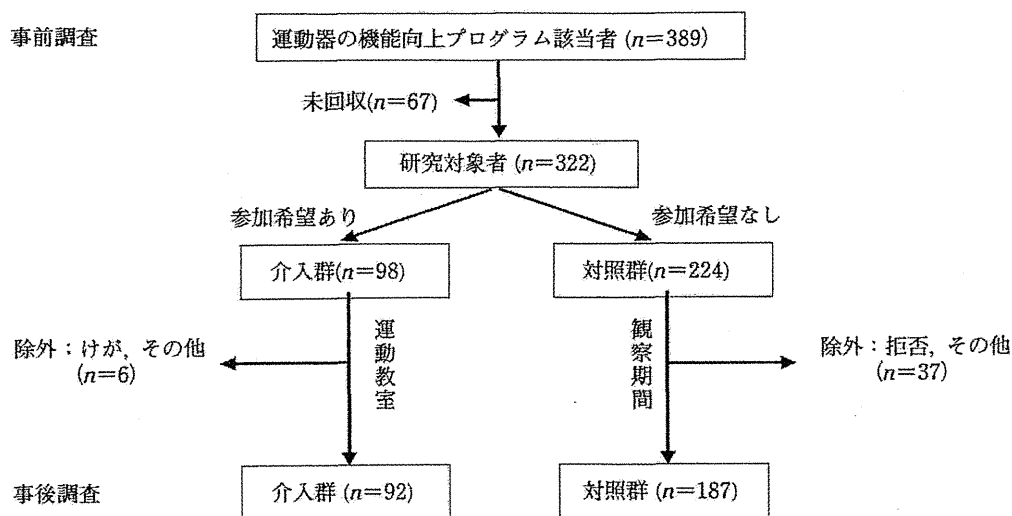 事前調査
運動器の機能向上プログラム該当者 (n=389)
未回収(n=67)
研究対象者 (n=322)
参加希望あり
参加希望なし
介入群(n=98)
対照群(n=224)
除外：けが，その他
(n=6)
運動教室
観察期間
除外：拒否，その他
(n=37)
事後調査
介入群 (n=92)
対照群 (n=187)